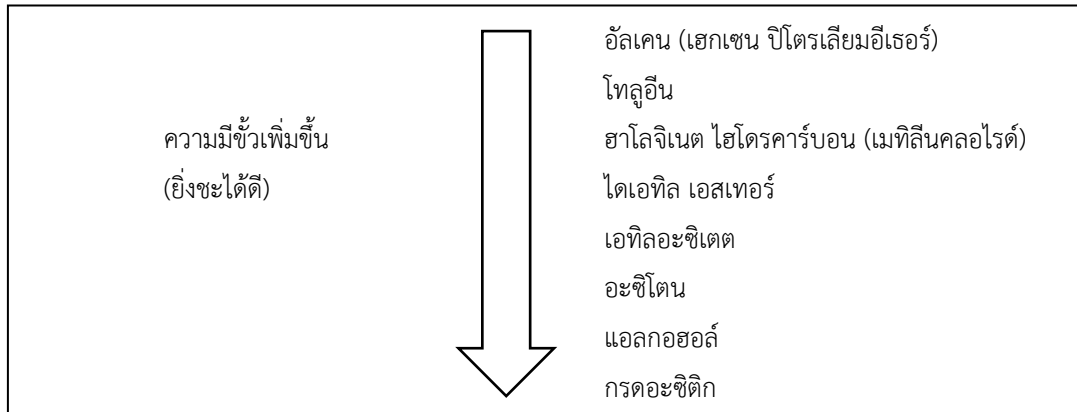 อัลเคน (เฮกเซน ปิโตรเลียมอีเธอร์)
โทลูอีน
ความมีขั้วเพิ่มขึ้น
ฮาโลจิเนต ไฮโดรคาร์บอน (เมทิลีนคลอไรด์)
(ยิ่งชะได้ดี)
ไดเอทิล เอสเทอร์
เอทิลอะซิเตต
อะซิโตน
แอลกอฮอล์
กรดอะซิติก